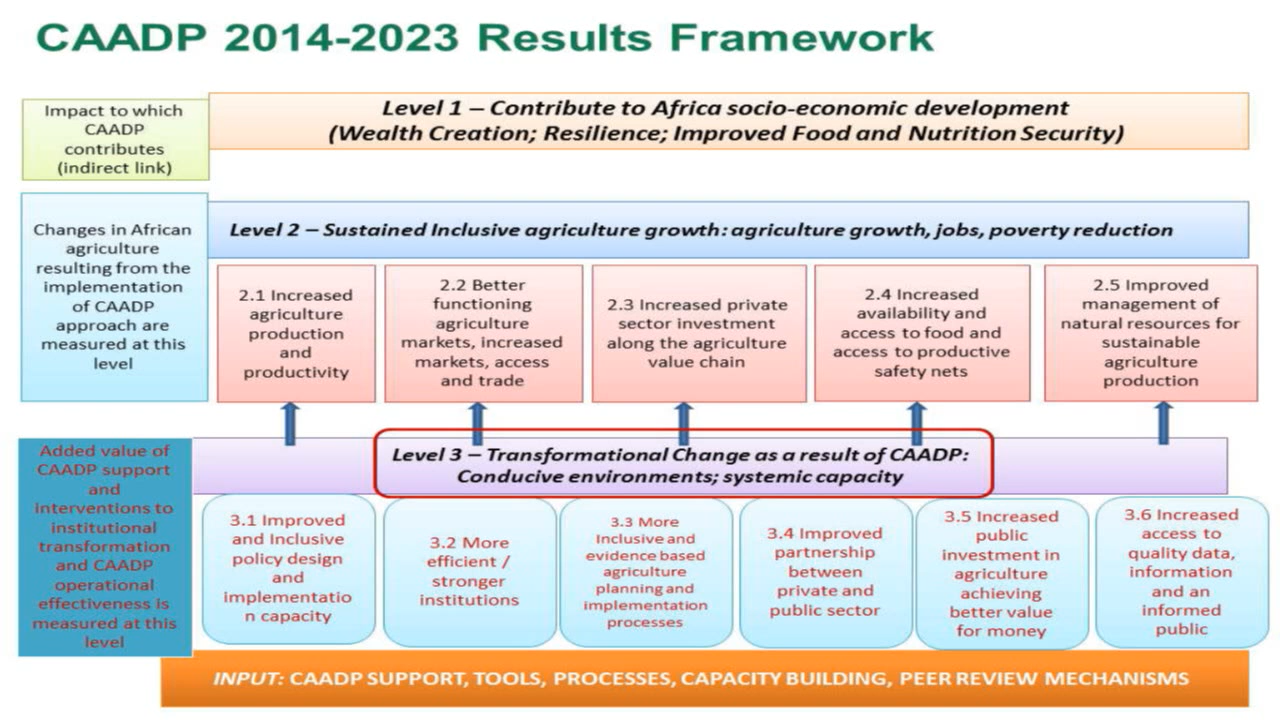 CAADP 2014-2023 Results Framework
Impact to which
CAADP
contributes
(indirect link)
Level 1 – Contribute to Africa socio-economic development
(Wealth Creation; Resilience; Improved Food and Nutrition Security)
Changes in African
agriculture
resulting from the
implementation
of CAADP
approach are
measured at this
level
Level 2 – Sustained Inclusive agriculture growth: agriculture growth, jobs, poverty reduction
2.1 Increased
agriculture
production
and
productivity
2.2 Better
functioning
agriculture
markets, increased
markets, access
and trade
2.3 Increased private
sector investment
along the agriculture
value chain
2.4 Increased
availability and
access to food and
access to productive
safety nets
2.5 Improved
management of
natural resources for
sustainable
agriculture
production
Added value of
CAADP support
and
interventions to
institutional
transformation
and CAADP
operational
effectiveness is
measured at this
level
Level 3 – Transformational Change as a result of CAADP:
Conducive environments; systemic capacity
3.1 Improved
and Inclusive
policy design
and
implementatio
n capacity
3.2 More
efficient /
stronger
institutions
3.3 More
Inclusive and
evidence based
agriculture
planning and
implementation
processes
3.4 Improved
partnership
between
private and
public sector
3.5 Increased
public
investment in
agriculture
achieving
better value
for money
3.6 Increased
access to
quality data,
information
and an
informed
public
INPUT: CAADP SUPPORT, TOOLS, PROCESSES, CAPACITY BUILDING, PEER REVIEW MECHANISMS